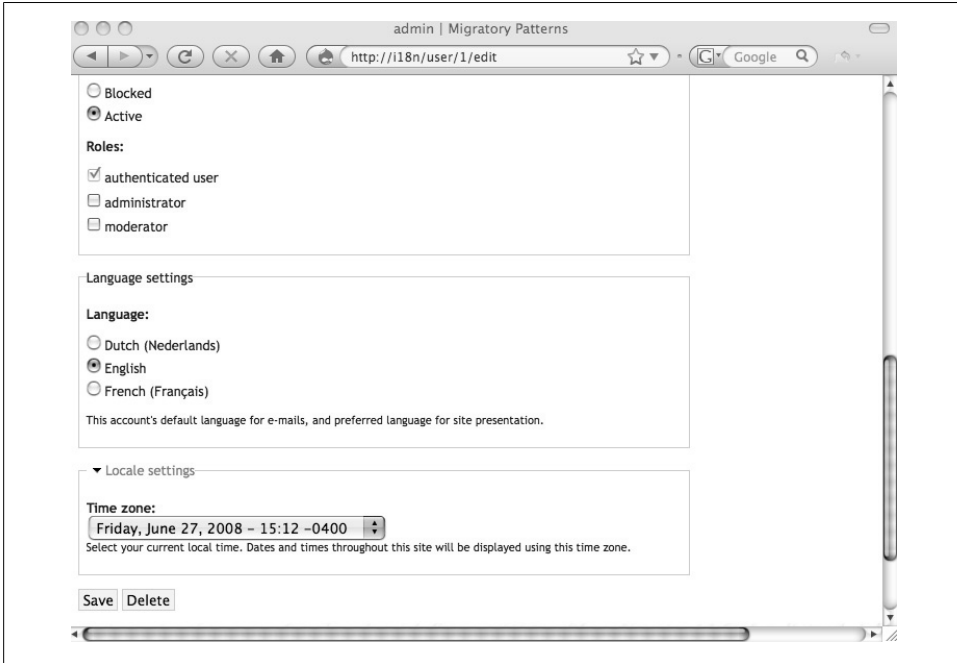 admin | Migratory Patterns
http://i18n/user/1/edit
G
Google
Blocked
Active
Roles:
authenticated user
administrator
moderator
Language settings
Language:
Dutch (Nederlands)
English
French (Français)
This account's default language for e-mails, and preferred language for site presentation.
Locale settings
Time zone:
Friday, June 27, 2008 – 15:12 –0400
Select your current local time. Dates and times throughout this site will be displayed using this time zone.
Save Delete